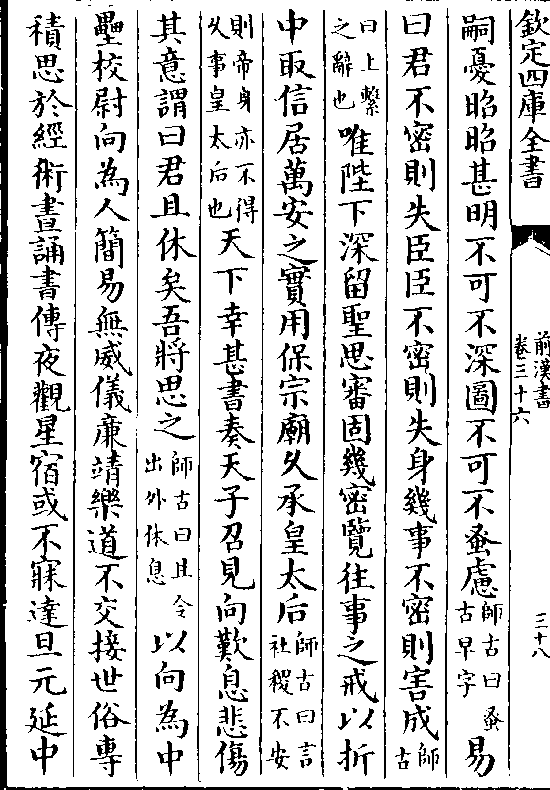 欽定四庫全書
前漢書
卷三十六
三十八
嗣憂昭昭甚明不可不深圖不可不蚤慮師古曰蚤古早字易
曰君不密則失臣臣不密則失身幾事不密則害成師古
曰上繫之辭也唯陛下深留聖思審固幾密覽往事之戒以折
中取信居萬安之實用保宗廟久承皇太后師古曰言社稷不安
則帝身亦不得久事皇太后也天下幸甚書奏天子召見向歎息悲傷
其意謂曰君且休矣吾將思之師古曰且令出外休息以向為中
壘校尉向為人簡易無威儀廉靖樂道不交接世俗專
積思於經術晝誦書傳夜觀星宿或不寐達旦元延中